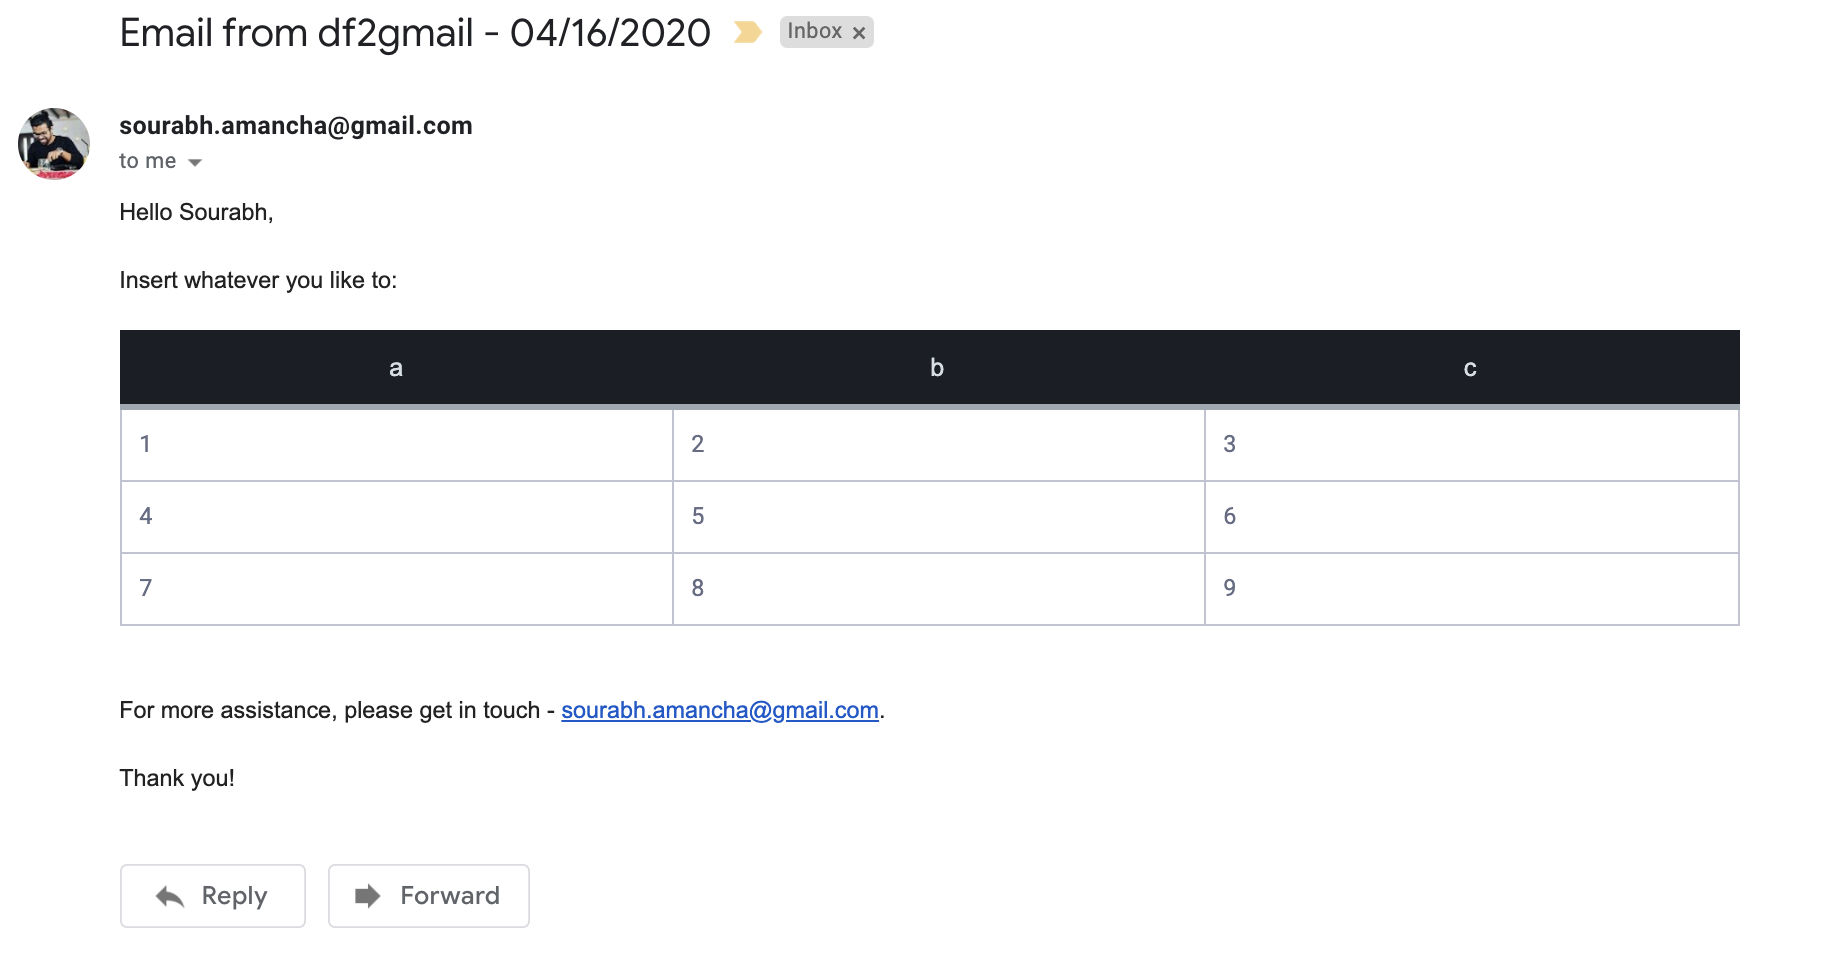 Email from df2gmail - 04/16/2020 Inbox x
sourabh.amancha@gmail.com
to me
Hello Sourabh,
Insert whatever you like to:
a b c
1 2 3
4 5 6
7 8 9
For more assistance, please get in touch - sourabh.amancha@gmail.com.
Thank you!
Reply Forward